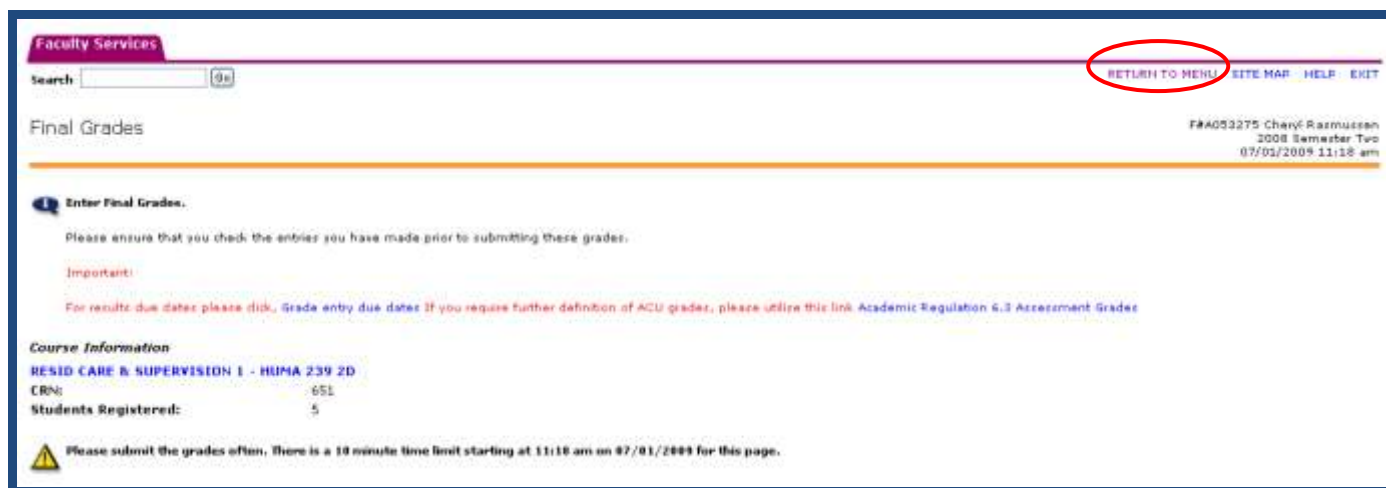 Faculty Services
Search Go RETURN TO MENU SITE MAP HELP EXIT
Final Grades
F#A053275 Cheryl Rasmussen
2008 Semester Two
07/01/2009 11:18 am
Enter Final Grades.
Please ensure that you check the entries you have made prior to submitting these grades.
Important:
For results due dates please click, Grade entry due dates If you require further definition of ACU grades, please utilise this link Academic Regulation 6.3 Assessment Grades
Course Information
RESID CARE & SUPERVISION 1 - HUMA 239 2D
CRN: 651
Students Registered: 5
Please submit the grades often. There is a 10 minute time limit starting at 11:18 am on 07/01/2009 for this page.